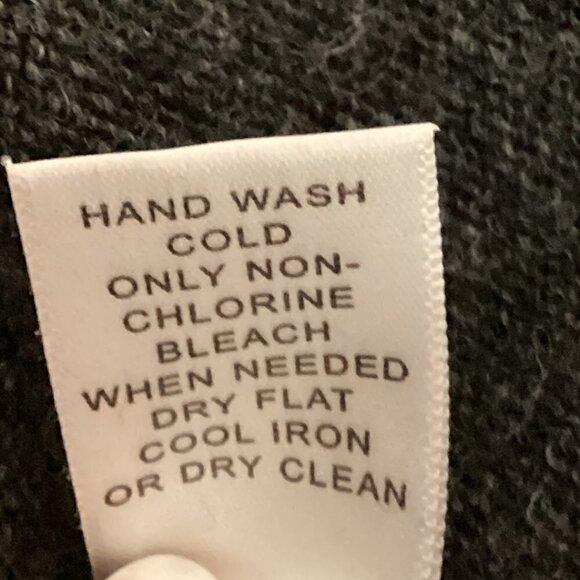 HAND WASH
COLD
ONLY NON-
CHLORINE
BLEACH
WHEN NEEDED
DRY FLAT
COOL IRON
OR DRY CLEAN